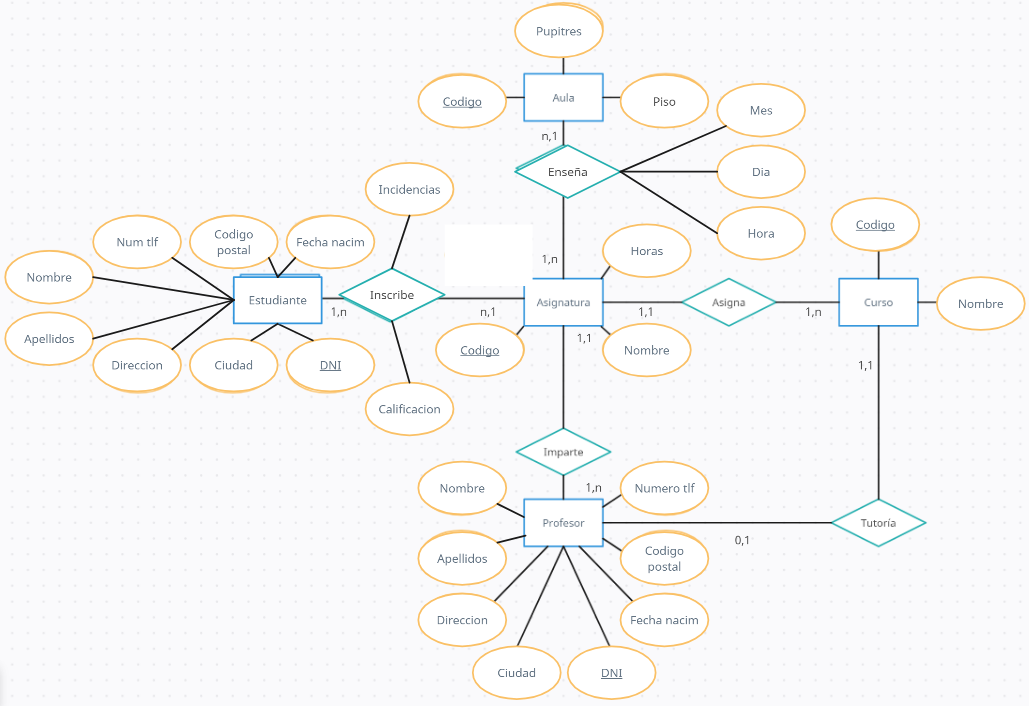 Pupitres
Codigo
Aula
Piso
Mes
n,1
Enseña
Dia
Incidencias
Hora
Codigo
Num tlf
Codigo
postal
Fecha nacim
Horas
1,n
Nombre
Estudiante
Inscribe
Asignatura
Asigna
Curso
Nombre
1,n
n,1
1,1
1,n
Apellidos
1,1
Direccion
Ciudad
DNI
Codigo
Nombre
1,1
Calificacion
Imparte
Nombre
1,n
Numero tlf
Profesor
Tutoría
0,1
Apellidos
Codigo
postal
Direccion
Fecha nacim
Ciudad
DNI